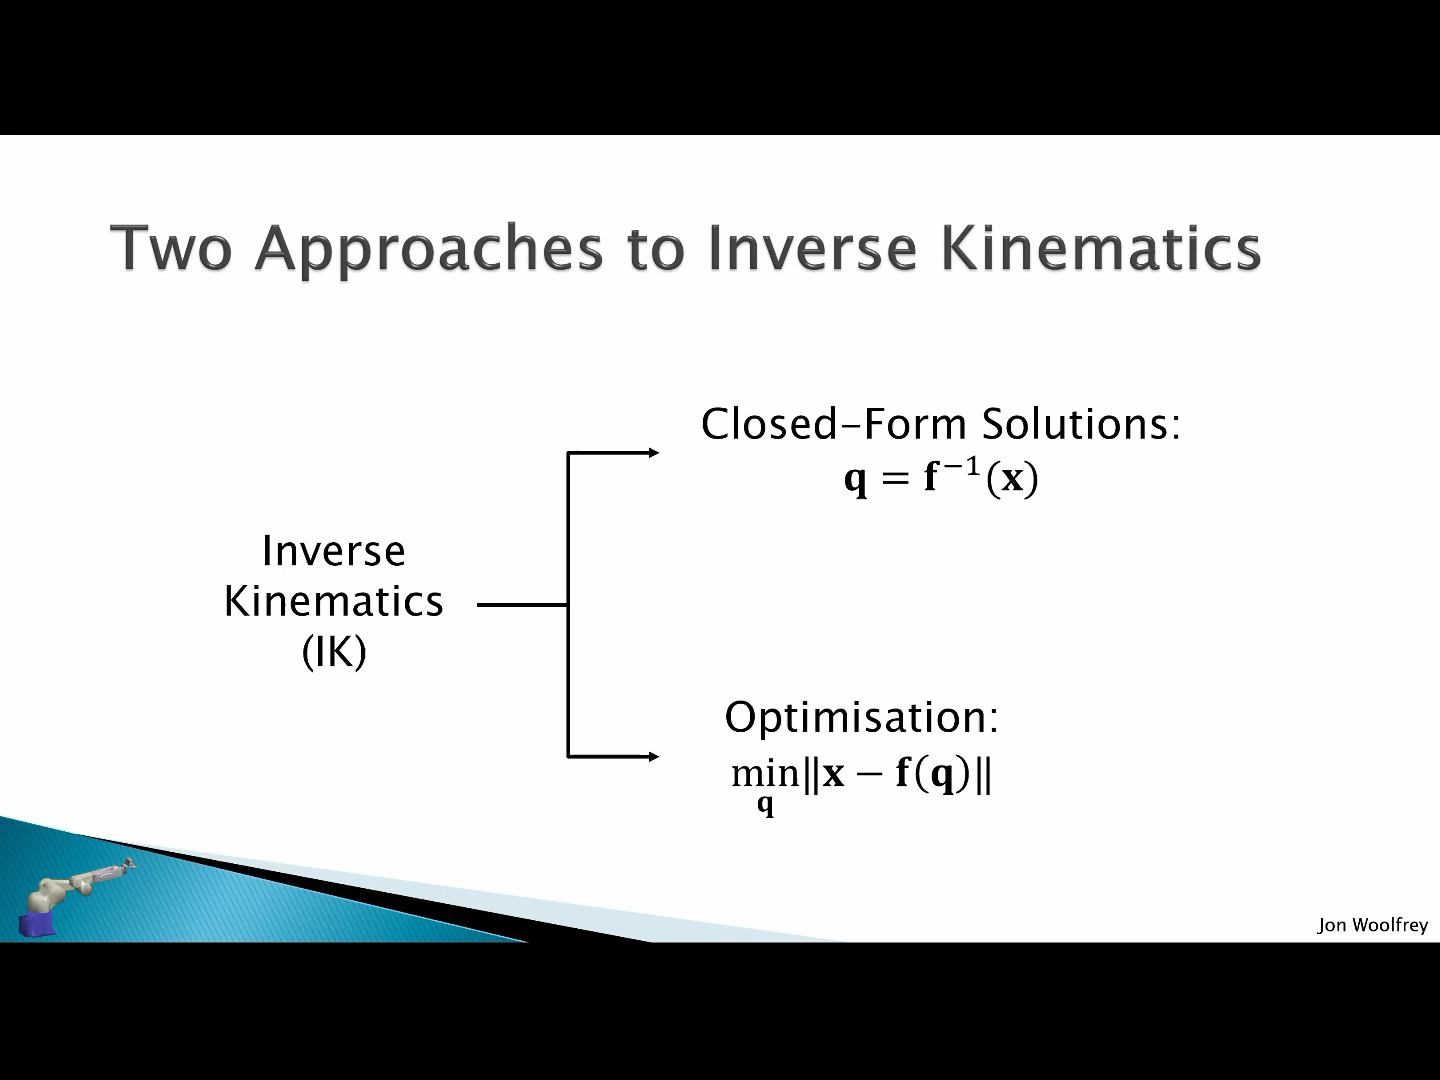 Two Approaches to Inverse Kinematics
Closed-Form Solutions:
𝐪 = 𝐟⁻¹(𝐱)
Inverse
Kinematics
(IK)
Optimisation:
min‖𝐱 − 𝐟(𝐪)‖
𝐪
Jon Woolfrey